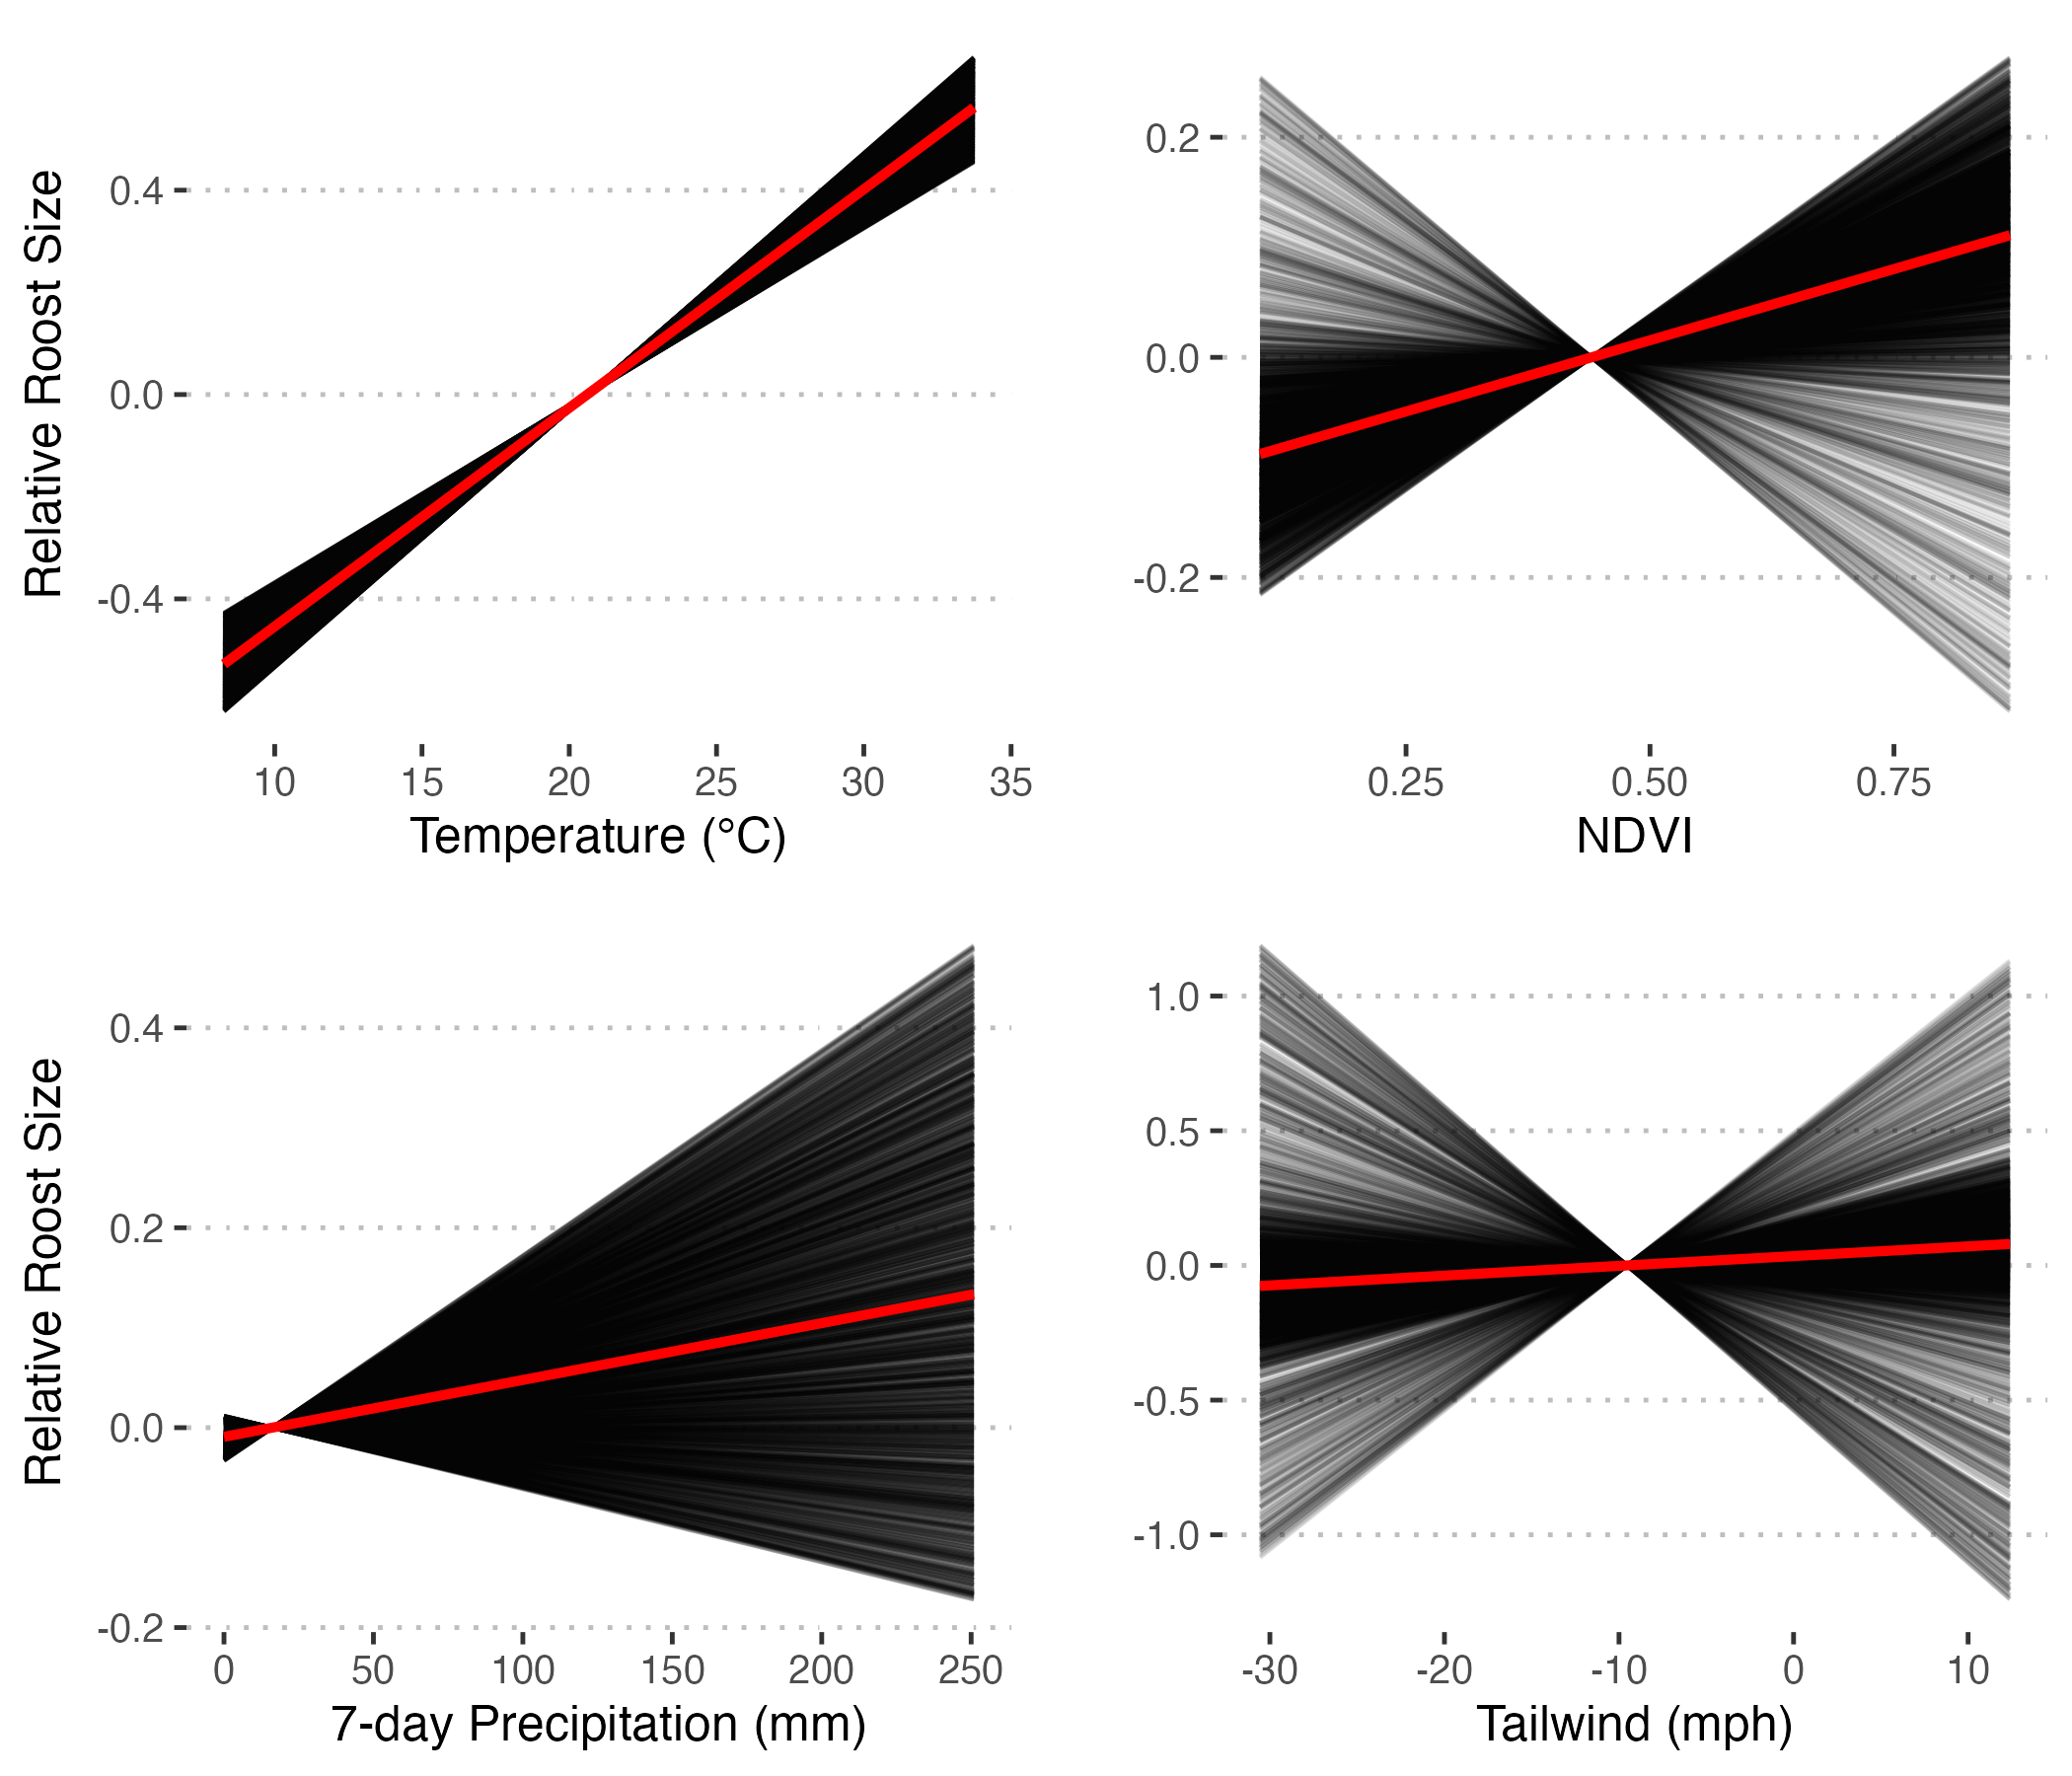 Relative Roost Size
0.4
0.0
-0.4
10 15 20 25 30 35
Temperature (°C)
0.2
0.0
-0.2
0.25 0.50 0.75
NDVI
Relative Roost Size
0.4
0.2
0.0
-0.2
0 50 100 150 200 250
7-day Precipitation (mm)
1.0
0.5
0.0
-0.5
-1.0
-30 -20 -10 0 10
Tailwind (mph)